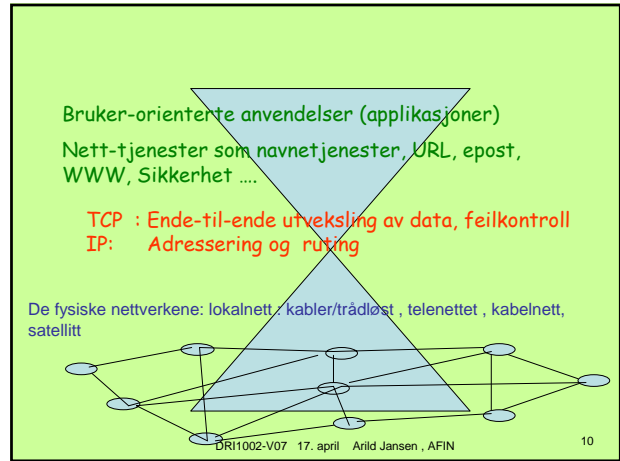 Bruker-orienterte anvendelser (applikasjoner)
Nett-tjenester som navnetjenester, URL, epost,
WWW, Sikkerhet ....
TCP : Ende-til-ende utveksling av data, feilkontroll
IP: Adressering og ruting
De fysiske nettverkene: lokalnett : kabler/trådløst , telenettet , kabelnett,
satellitt
DRI1002-V07 17. april Arild Jansen , AFIN
10